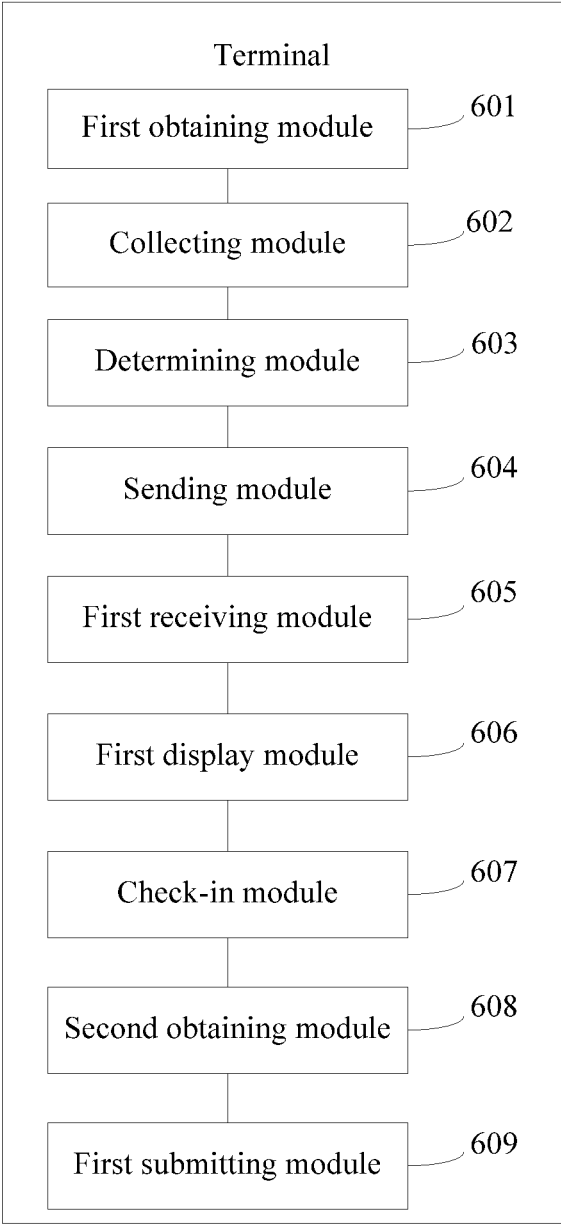 Terminal
First obtaining module
601
Collecting module
602
Determining module
603
Sending module
604
First receiving module
605
First display module
606
Check-in module
607
Second obtaining module
608
First submitting module
609